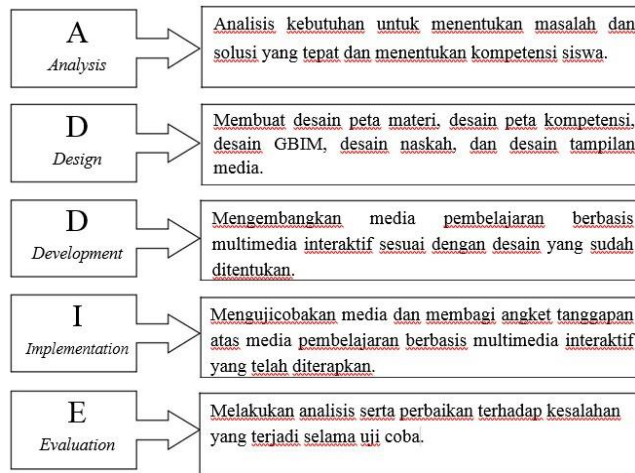 A
Analysis
Analisis kebutuhan untuk menentukan masalah dan
solusi yang tepat dan menentukan kompetensi siswa.
D
Design
Membuat desain peta materi, desain peta kompetensi,
desain GBIM, desain naskah, dan desain tampilan
media.
D
Development
Mengembangkan media pembelajaran berbasis
multimedia interaktif sesuai dengan desain yang sudah
ditentukan.
I
Implementation
Mengujicobakan media dan membagi angket tanggapan
atas media pembelajaran berbasis multimedia interaktif
yang telah diterapkan.
E
Evaluation
Melakukan analisis serta perbaikan terhadap kesalahan
yang terjadi selama uji coba.